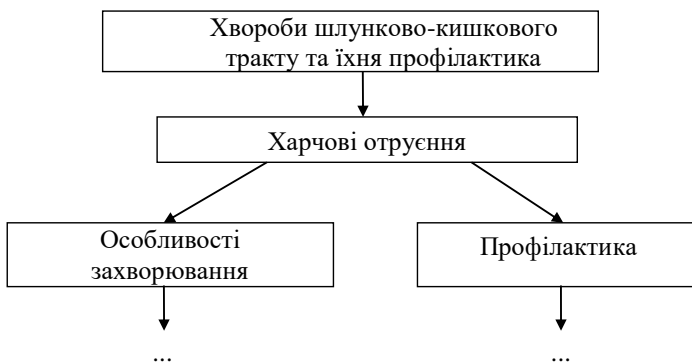 Хвороби шлунково-кишкового
тракту та їхня профілактика
Харчові отруєння
Особливості
захворювання
Профілактика
...
...